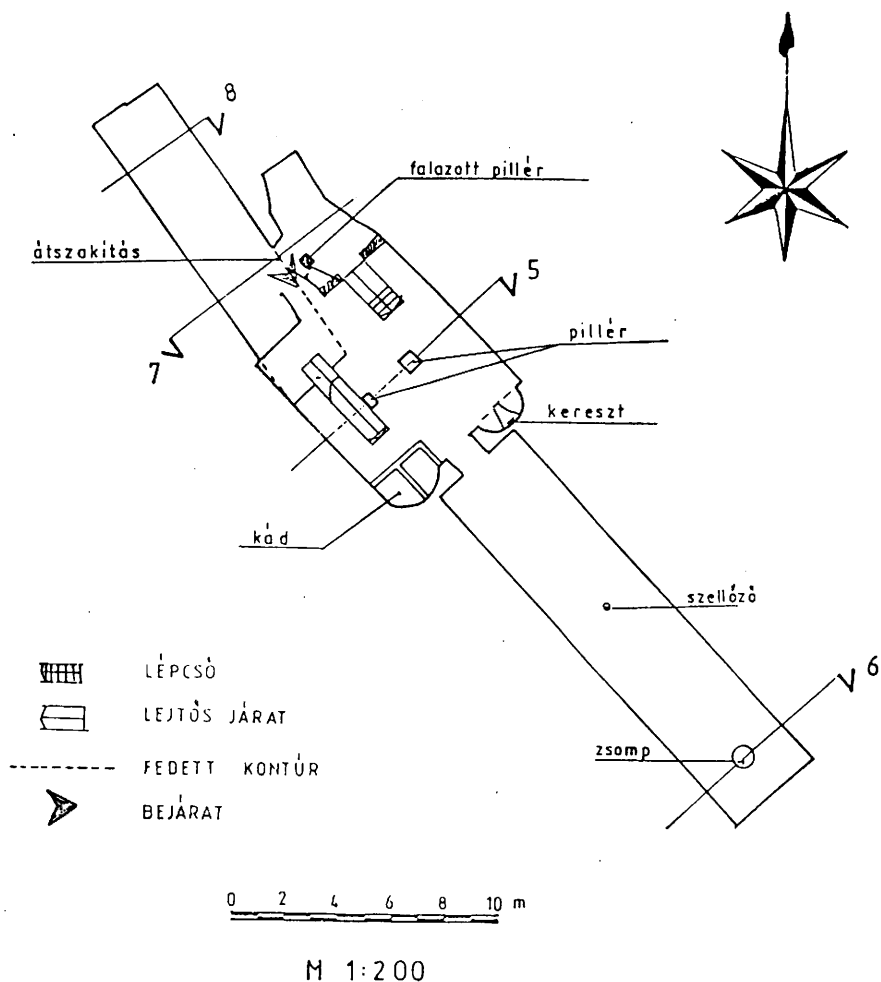 8
falazott pillér
átszakítás
5
pillér
7
kereszt
kád
szellőző
6
zsomp
LÉPCSŐ
LEJTŐS JÁRAT
FEDETT KONTÚR
BEJÁRAT
0 2 4 6 8 10 m
M 1:200